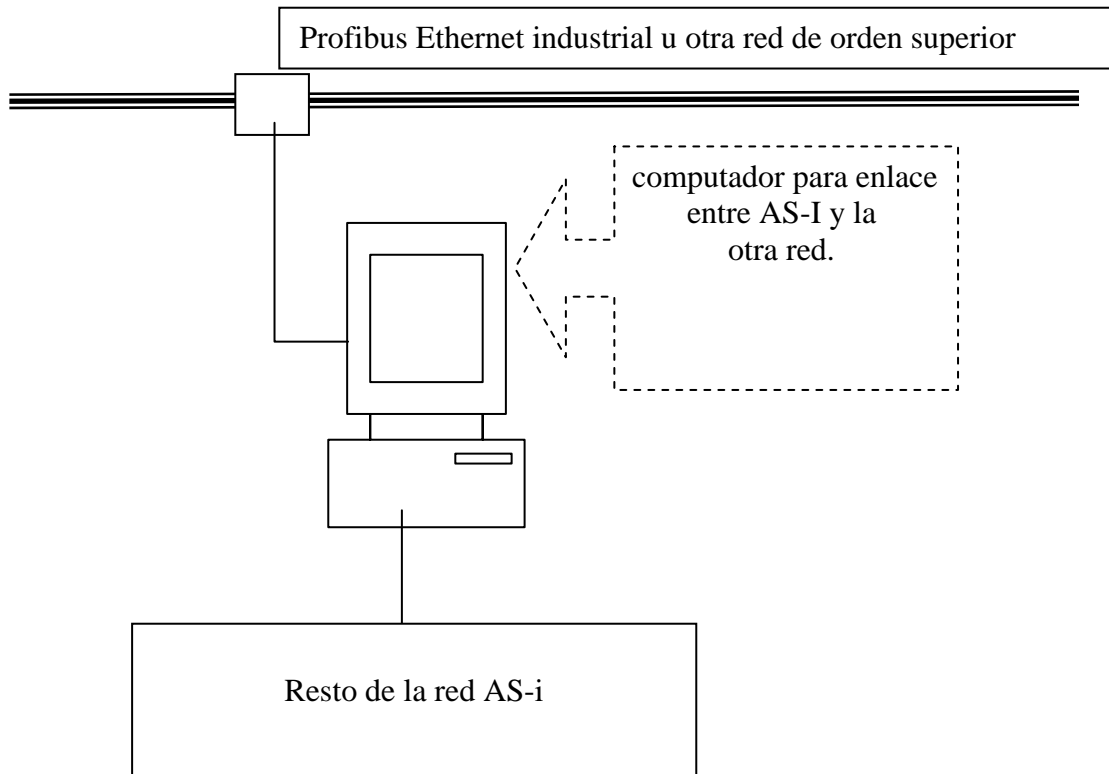 Profibus Ethernet industrial u otra red de orden superior
computador para enlace
entre AS-I y la
otra red.
Resto de la red AS-i